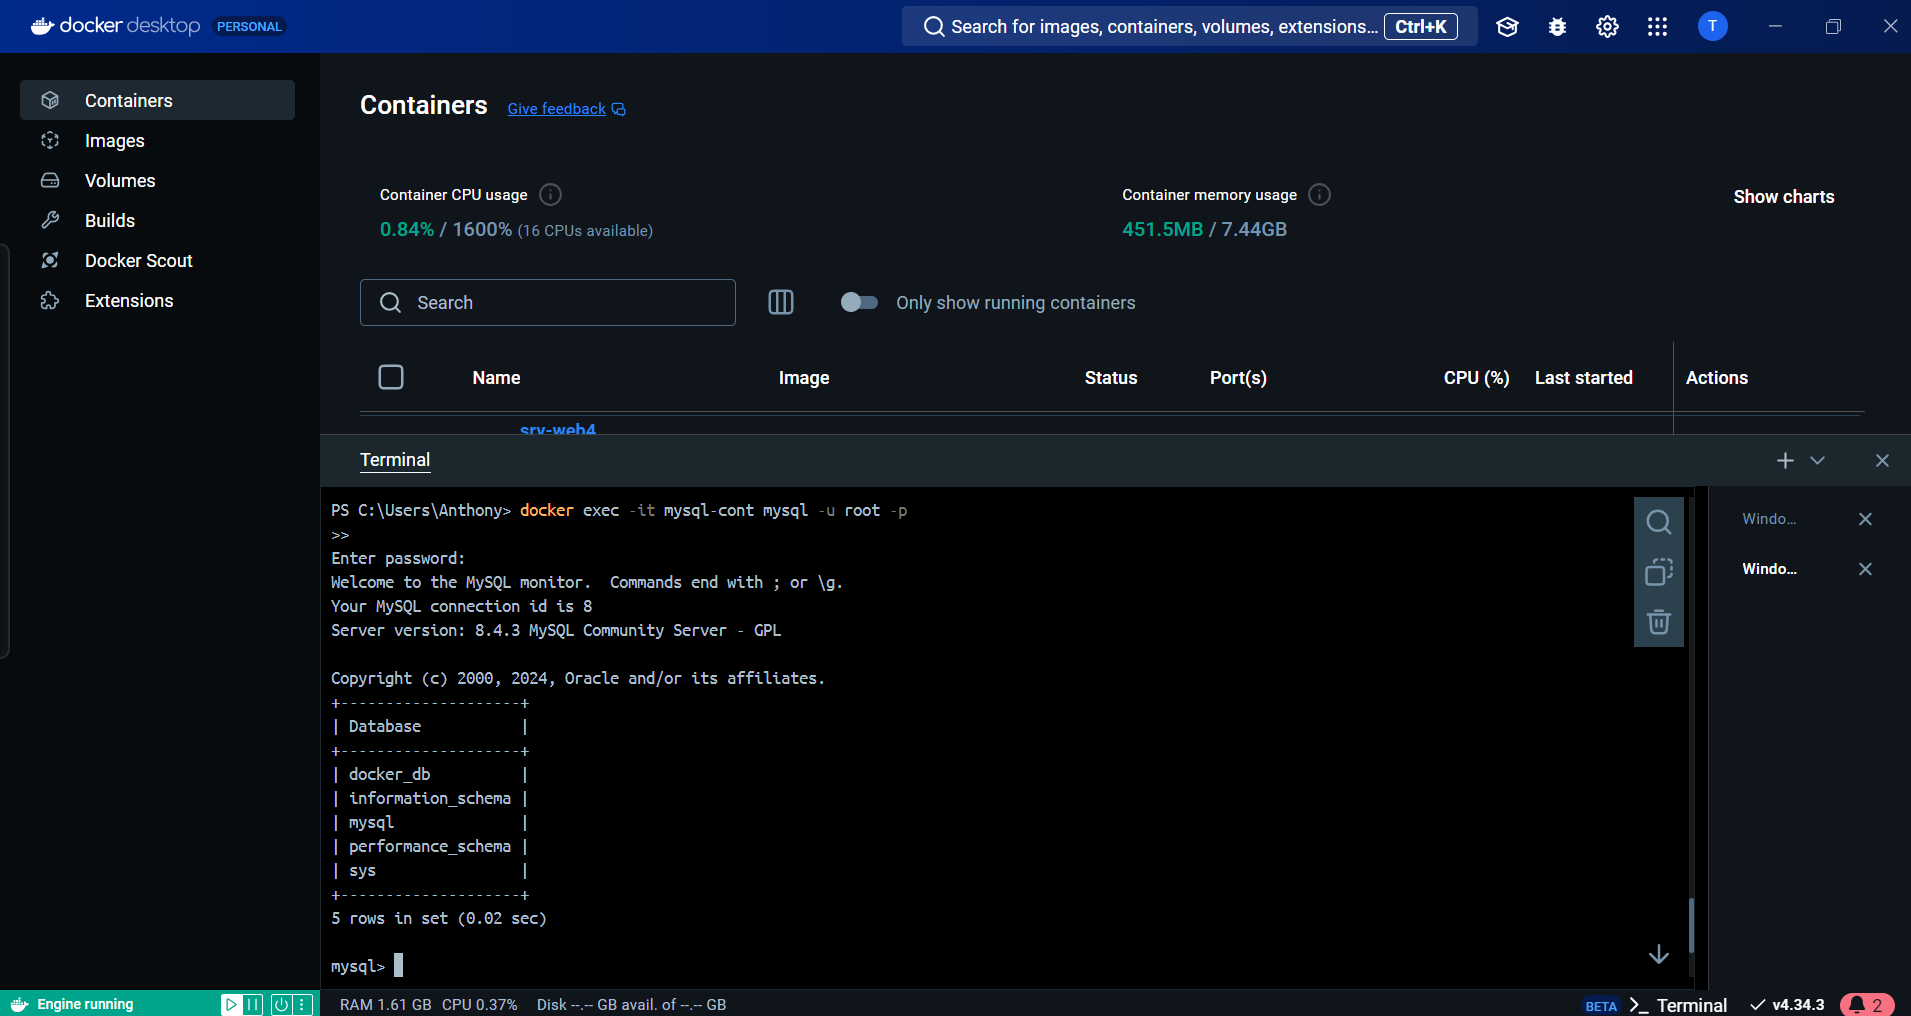 docker desktop PERSONAL
Search for images, containers, volumes, extensions... Ctrl+K
T
Containers
Images
Volumes
Builds
Docker Scout
Extensions
Containers Give feedback
Container CPU usage
0.84% / 1600% (16 CPUs available)
Container memory usage
451.5MB / 7.44GB
Show charts
Search
Only show running containers
Name Image Status Port(s) CPU (%) Last started Actions
srv-web4
Terminal
PS C:\Users\Anthony> docker exec -it mysql-cont mysql -u root -p
>>
Enter password:
Welcome to the MySQL monitor.  Commands end with ; or \g.
Your MySQL connection id is 8
Server version: 8.4.3 MySQL Community Server - GPL
Copyright (c) 2000, 2024, Oracle and/or its affiliates.
+--------------------+
| Database           |
+--------------------+
| docker_db          |
| information_schema |
| mysql              |
| performance_schema |
| sys                |
+--------------------+
5 rows in set (0.02 sec)
mysql>
Windo...
Windo...
Engine running
RAM 1.61 GB CPU 0.37% Disk --.-- GB avail. of --.-- GB
BETA >_ Terminal v4.34.3 2